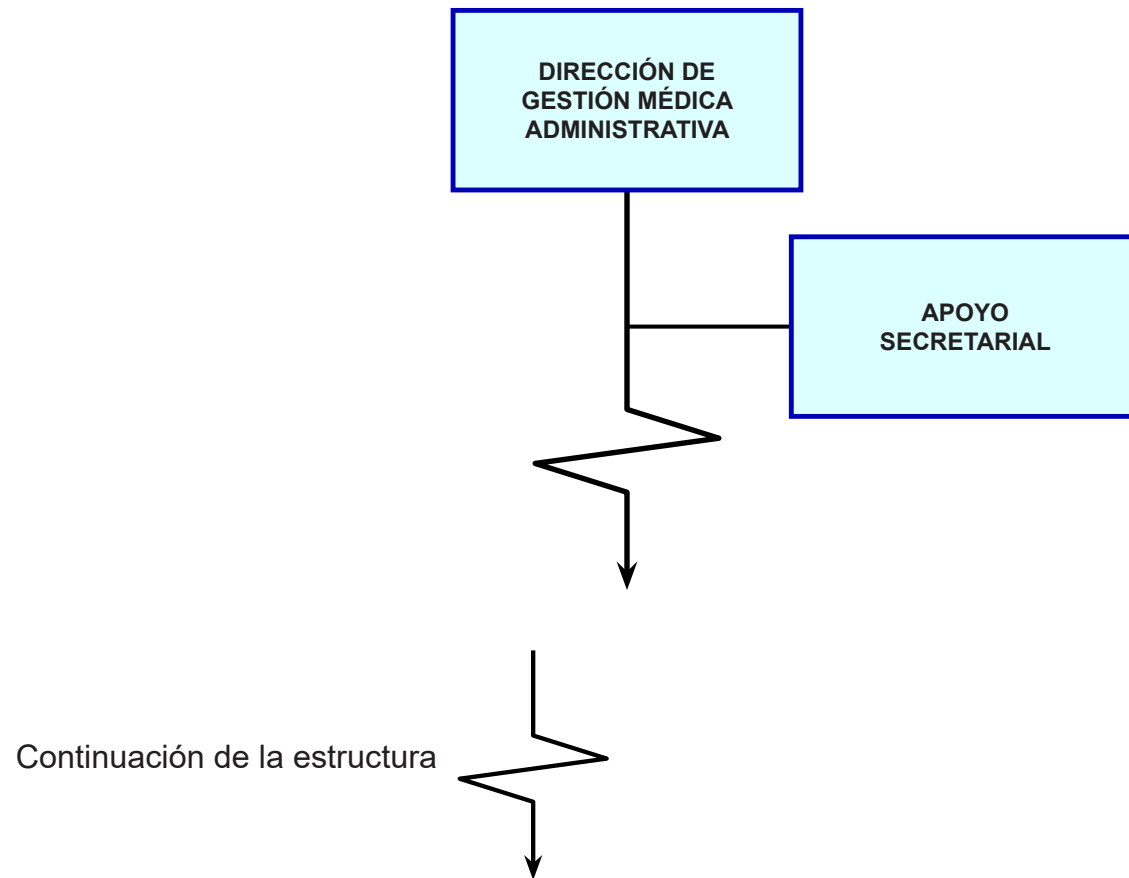 DIRECCIÓN DE
GESTIÓN MÉDICA
ADMINISTRATIVA
APOYO
SECRETARIAL
Continuación de la estructura